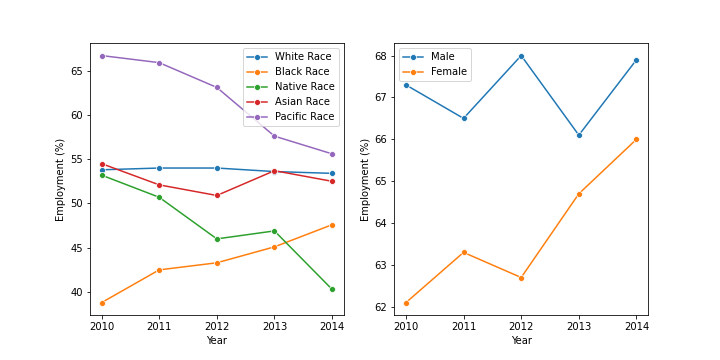 White Race
Black Race
Native Race
Asian Race
Pacific Race
65
60
55
50
45
40
Employment (%)
2010 2011 2012 2013 2014
Year
Male
Female
68
67
66
65
64
63
62
Employment (%)
2010 2011 2012 2013 2014
Year